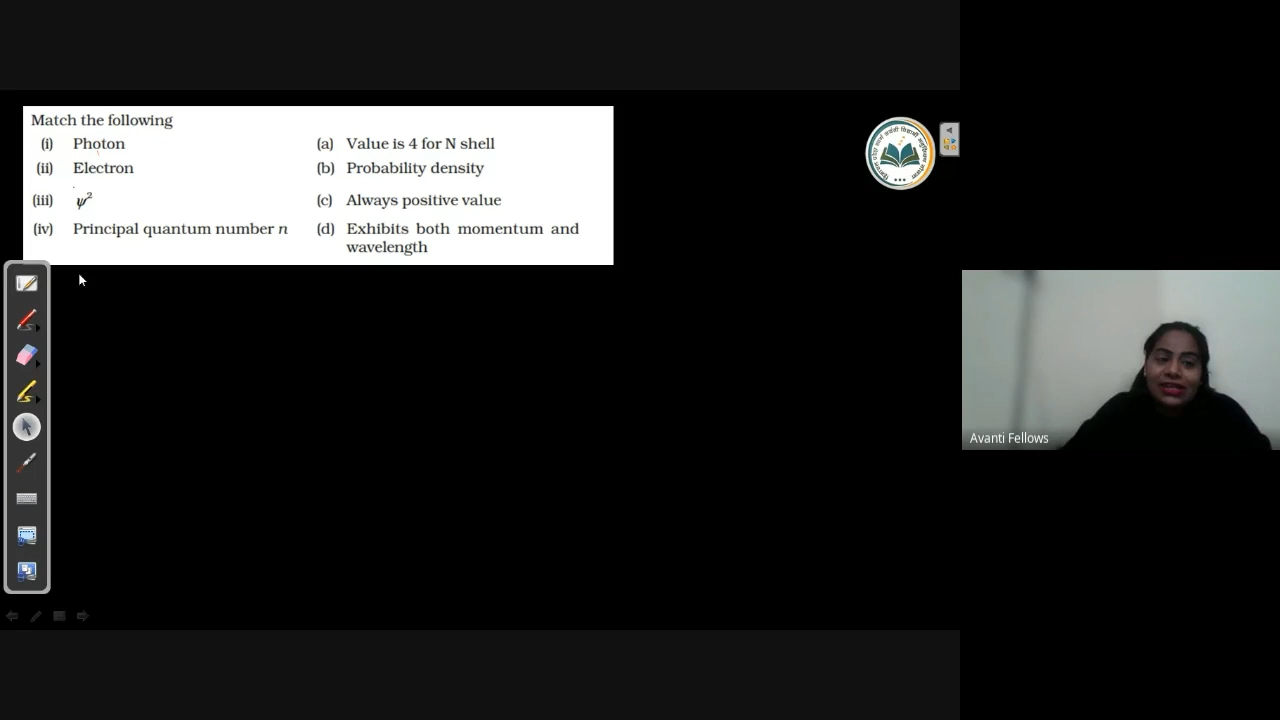 Match the following
(i) Photon (a) Value is 4 for N shell
(ii) Electron (b) Probability density
(iii) ψ² (c) Always positive value
(iv) Principal quantum number n (d) Exhibits both momentum and
wavelength
Avanti Fellows